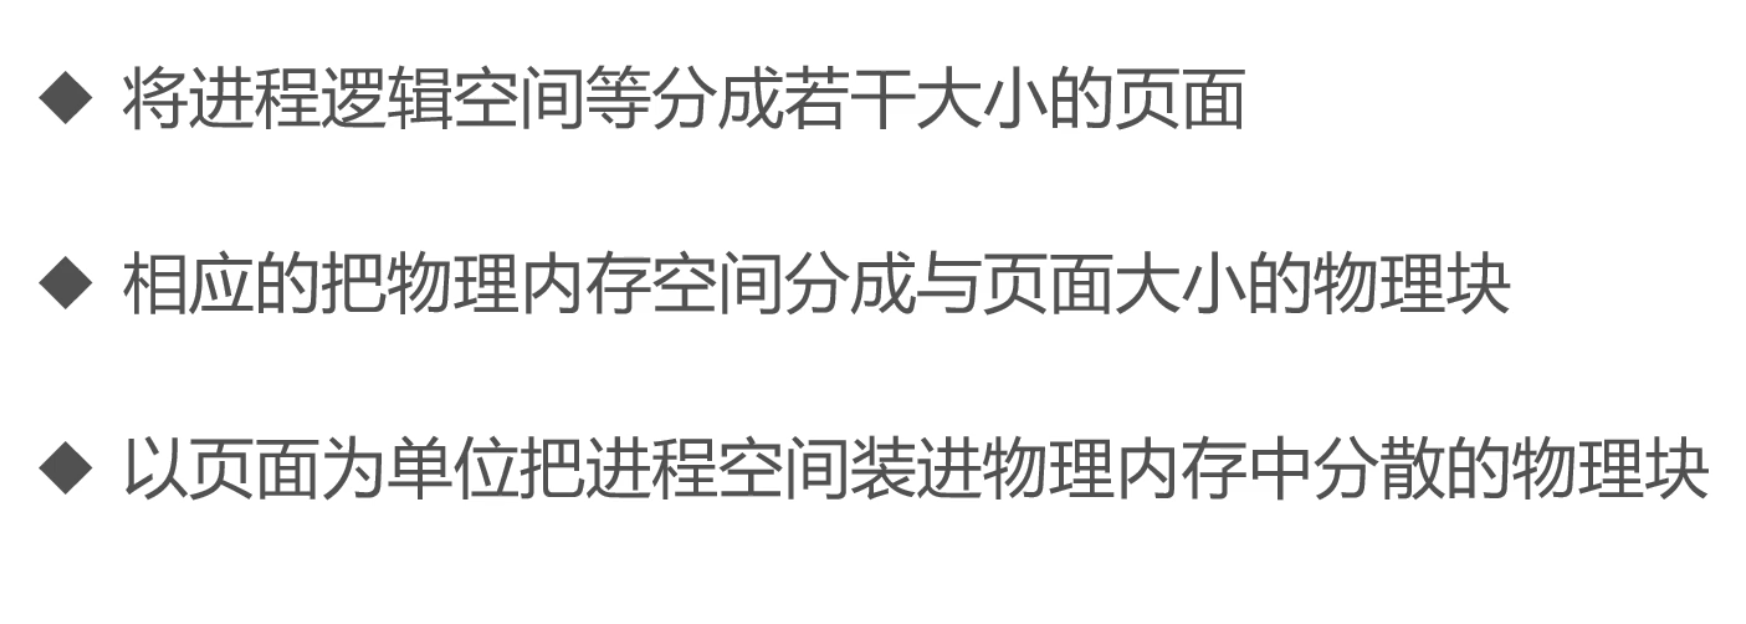 ◆ 将进程逻辑空间等分成若干大小的页面
◆ 相应的把物理内存空间分成与页面大小的物理块
◆ 以页面为单位把进程空间装进物理内存中分散的物理块